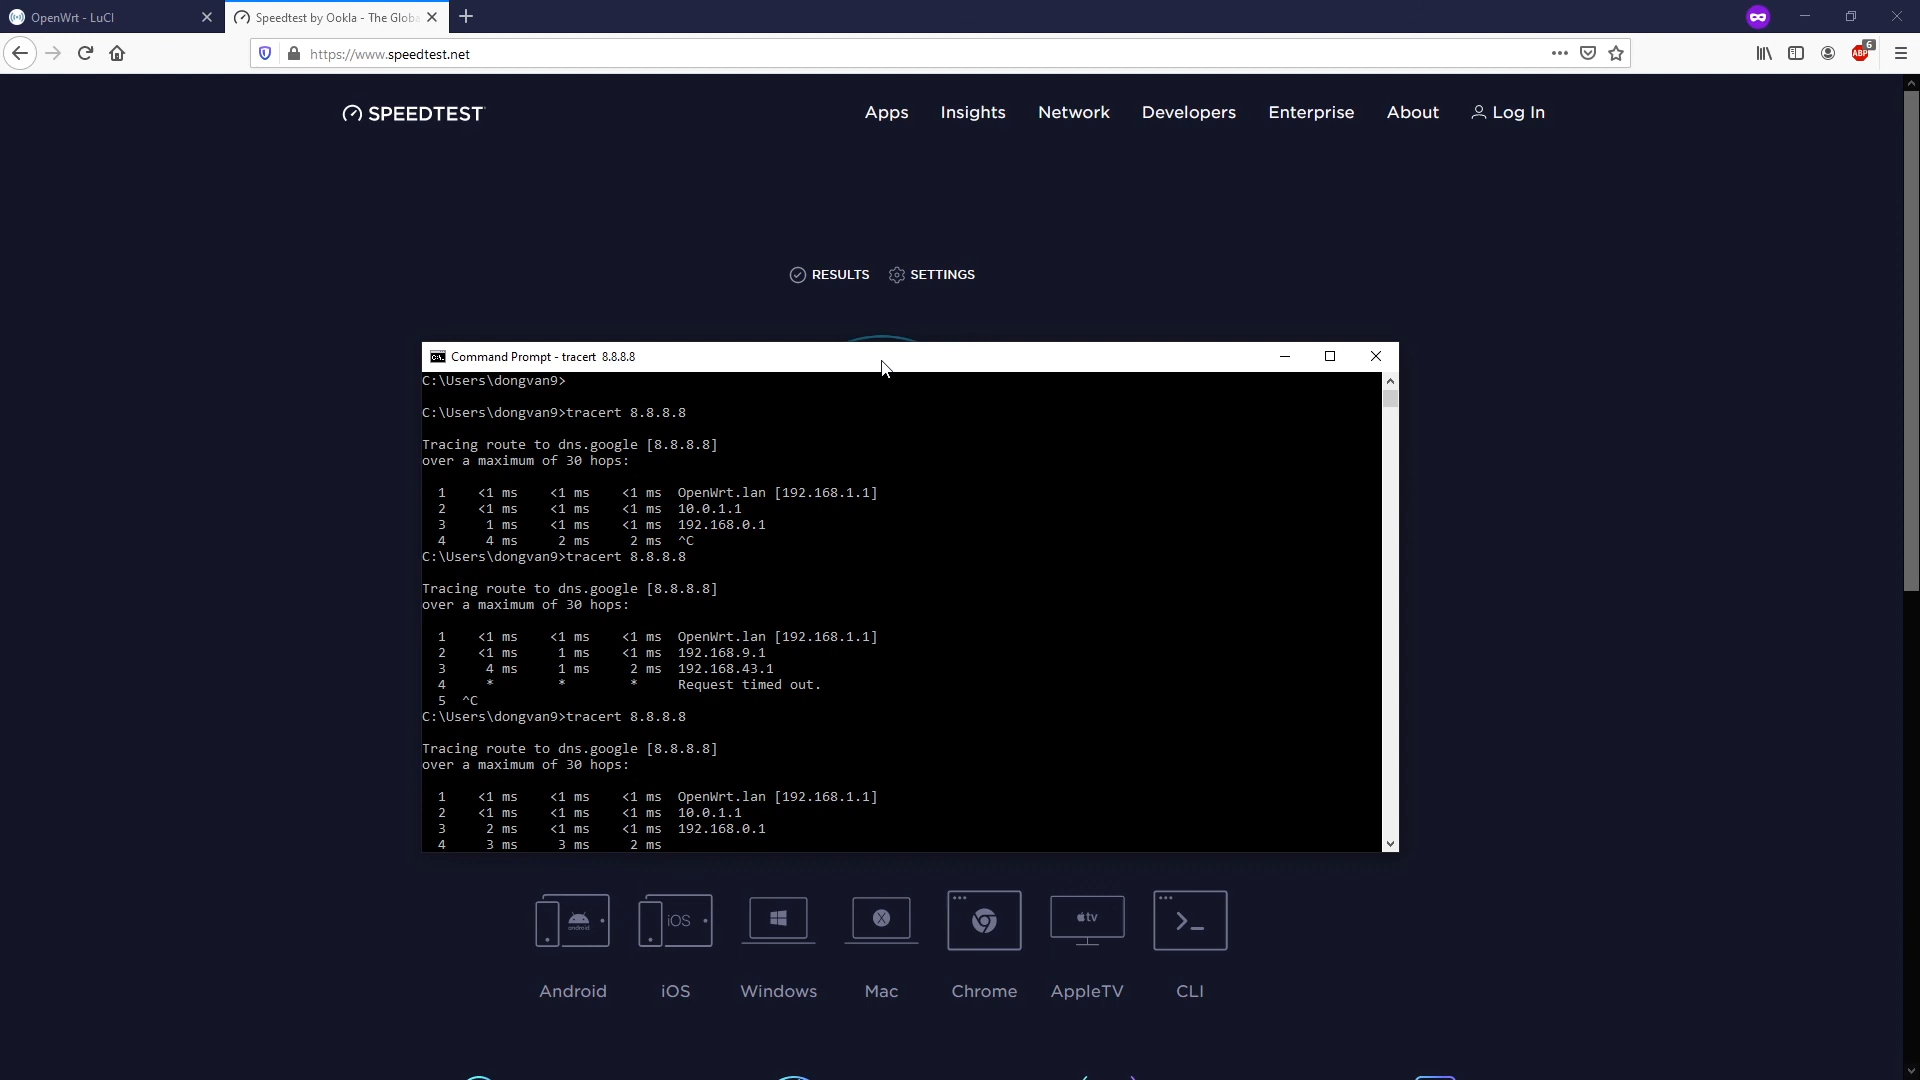 OpenWrt - LuCI
Speedtest by Ookla - The Globa
https://www.speedtest.net
ABP
6
SPEEDTEST
Apps
Insights
Network
Developers
Enterprise
About
Log In
RESULTS
SETTINGS
C:\.
Command Prompt - tracert  8.8.8.8
C:\Users\dongvan9>
C:\Users\dongvan9>tracert 8.8.8.8
Tracing route to dns.google [8.8.8.8]
over a maximum of 30 hops:
1    <1 ms    <1 ms    <1 ms  OpenWrt.lan [192.168.1.1]
2    <1 ms    <1 ms    <1 ms  10.0.1.1
3     1 ms    <1 ms    <1 ms  192.168.0.1
4     4 ms     2 ms     2 ms  ^C
C:\Users\dongvan9>tracert 8.8.8.8
Tracing route to dns.google [8.8.8.8]
over a maximum of 30 hops:
1    <1 ms    <1 ms    <1 ms  OpenWrt.lan [192.168.1.1]
2    <1 ms     1 ms    <1 ms  192.168.9.1
3     4 ms     1 ms     2 ms  192.168.43.1
4     *        *        *     Request timed out.
5  ^C
C:\Users\dongvan9>tracert 8.8.8.8
Tracing route to dns.google [8.8.8.8]
over a maximum of 30 hops:
1    <1 ms    <1 ms    <1 ms  OpenWrt.lan [192.168.1.1]
2    <1 ms    <1 ms    <1 ms  10.0.1.1
3     2 ms    <1 ms    <1 ms  192.168.0.1
4     3 ms     3 ms     2 ms
android
iOS
X
tv
Android
iOS
Windows
Mac
Chrome
AppleTV
CLI